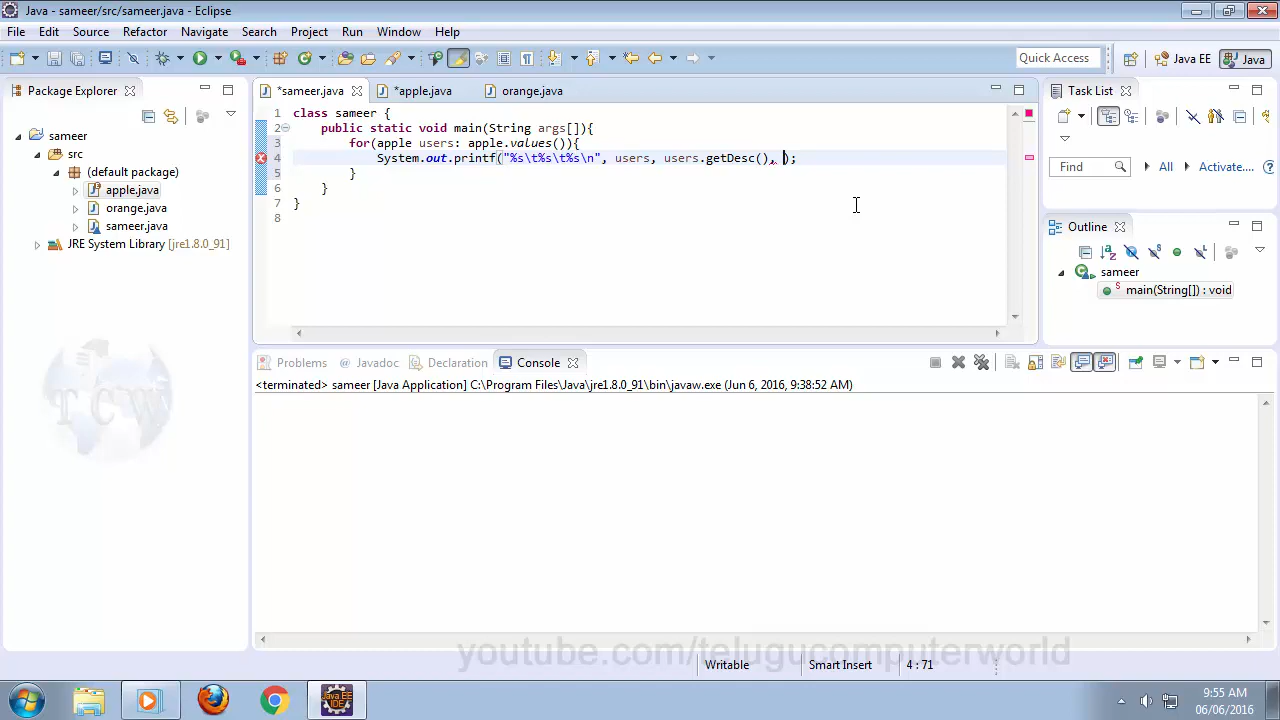 Java - sameer/src/sameer.java - Eclipse
File Edit Source Refactor Navigate Search Project Run Window Help
Quick Access
Java EE
Java
Package Explorer
sameer
src
(default package)
apple.java
orange.java
sameer.java
JRE System Library [jre1.8.0_91]
*sameer.java
*apple.java
orange.java
1 class sameer {
2 public static void main(String args[]){
3 for(apple users: apple.values()){
4 System.out.printf("%s\t%s\t%s\n", users, users.getDesc(), );
5 }
6 }
7 }
8
Task List
Find
All
Activate...
Outline
sameer
main(String[]) : void
Problems
Javadoc
Declaration
Console
<terminated> sameer [Java Application] C:\Program Files\Java\jre1.8.0_91\bin\javaw.exe (Jun 6, 2016, 9:38:52 AM)
TCW
youtube.com/telugucomputerworld
Writable
Smart Insert
4 : 71
Java EE
IDE
9:55 AM
06/06/2016